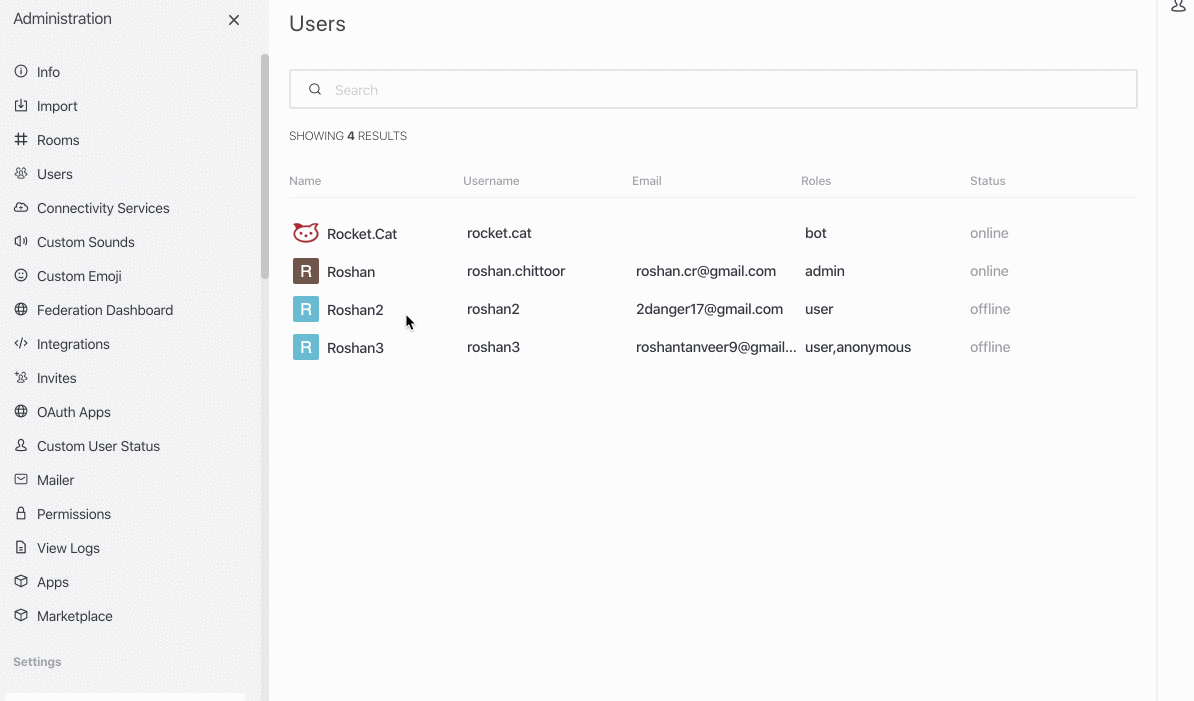 Administration
Info
Import
Rooms
Users
Connectivity Services
Custom Sounds
Custom Emoji
Federation Dashboard
Integrations
Invites
OAuth Apps
Custom User Status
Mailer
Permissions
View Logs
Apps
Marketplace
Settings
Users
Search
SHOWING 4 RESULTS
Name Username Email Roles Status
Rocket.Cat rocket.cat bot online
R Roshan roshan.chittoor roshan.cr@gmail.com admin online
R Roshan2 roshan2 2danger17@gmail.com user offline
R Roshan3 roshan3 roshantanveer9@gmail... user,anonymous offline